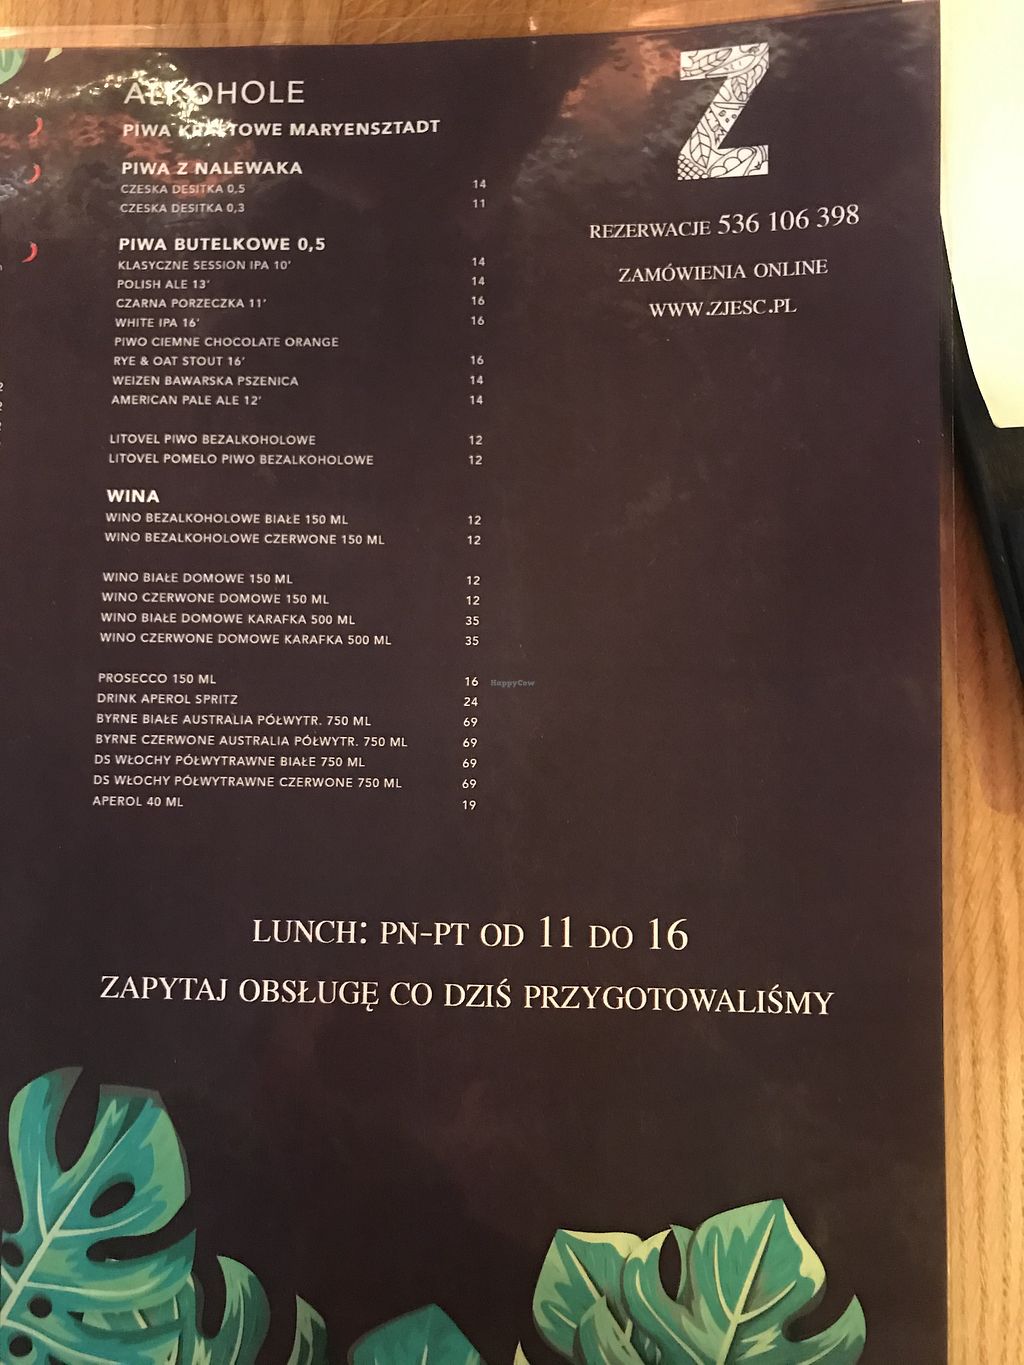 ALKOHOLE
PIWA KRAFTOWE MARYENSZTADT
PIWA Z NALEWAKA
CZESKA DESITKA 0,5 14
CZESKA DESITKA 0,3 11
PIWA BUTELKOWE 0,5
KLASYCZNE SESSION IPA 10' 14
POLISH ALE 13' 14
CZARNA PORZECZKA 11' 16
WHITE IPA 16' 16
PIWO CIEMNE CHOCOLATE ORANGE
RYE & OAT STOUT 16' 16
WEIZEN BAWARSKA PSZENICA 14
AMERICAN PALE ALE 12' 14
LITOVEL PIWO BEZALKOHOLOWE 12
LITOVEL POMELO PIWO BEZALKOHOLOWE 12
WINA
WINO BEZALKOHOLOWE BIAŁE 150 ML 12
WINO BEZALKOHOLOWE CZERWONE 150 ML 12
WINO BIAŁE DOMOWE 150 ML 12
WINO CZERWONE DOMOWE 150 ML 12
WINO BIAŁE DOMOWE KARAFKA 500 ML 35
WINO CZERWONE DOMOWE KARAFKA 500 ML 35
PROSECCO 150 ML 16
DRINK APEROL SPRITZ 24
BYRNE BIAŁE AUSTRALIA PÓŁWYTR. 750 ML 69
BYRNE CZERWONE AUSTRALIA PÓŁWYTR. 750 ML 69
DS WŁOCHY PÓŁWYTRAWNE BIAŁE 750 ML 69
DS WŁOCHY PÓŁWYTRAWNE CZERWONE 750 ML 69
APEROL 40 ML 19
Z
REZERWACJE 536 106 398
ZAMÓWIENIA ONLINE
WWW.ZJESC.PL
HappyCow
LUNCH: PN-PT OD 11 DO 16
ZAPYTAJ OBSŁUGĘ CO DZIŚ PRZYGOTOWALIŚMY